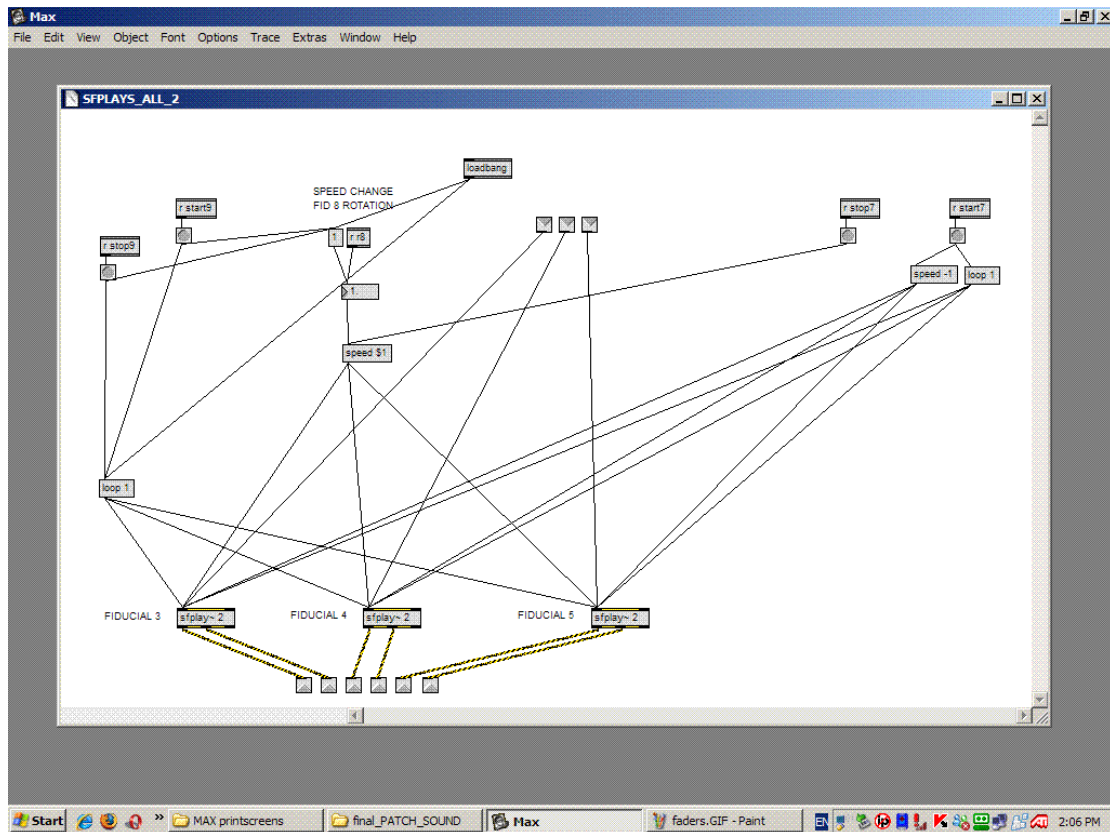 Max
File Edit View Object Font Options Trace Extras Window Help
SFPLAYS_ALL_2
loadbang
SPEED CHANGE
FID 8 ROTATION
r start9
r stop7
r start7
r stop9
1
r r8
speed -1
loop 1
1.
speed $1
loop 1
FIDUCIAL 3
sfplay~ 2
FIDUCIAL 4
sfplay~ 2
FIDUCIAL 5
sfplay~ 2
Start
»
MAX printscreens
final_PATCH_SOUND
Max
faders.GIF - Paint
EN
2:06 PM